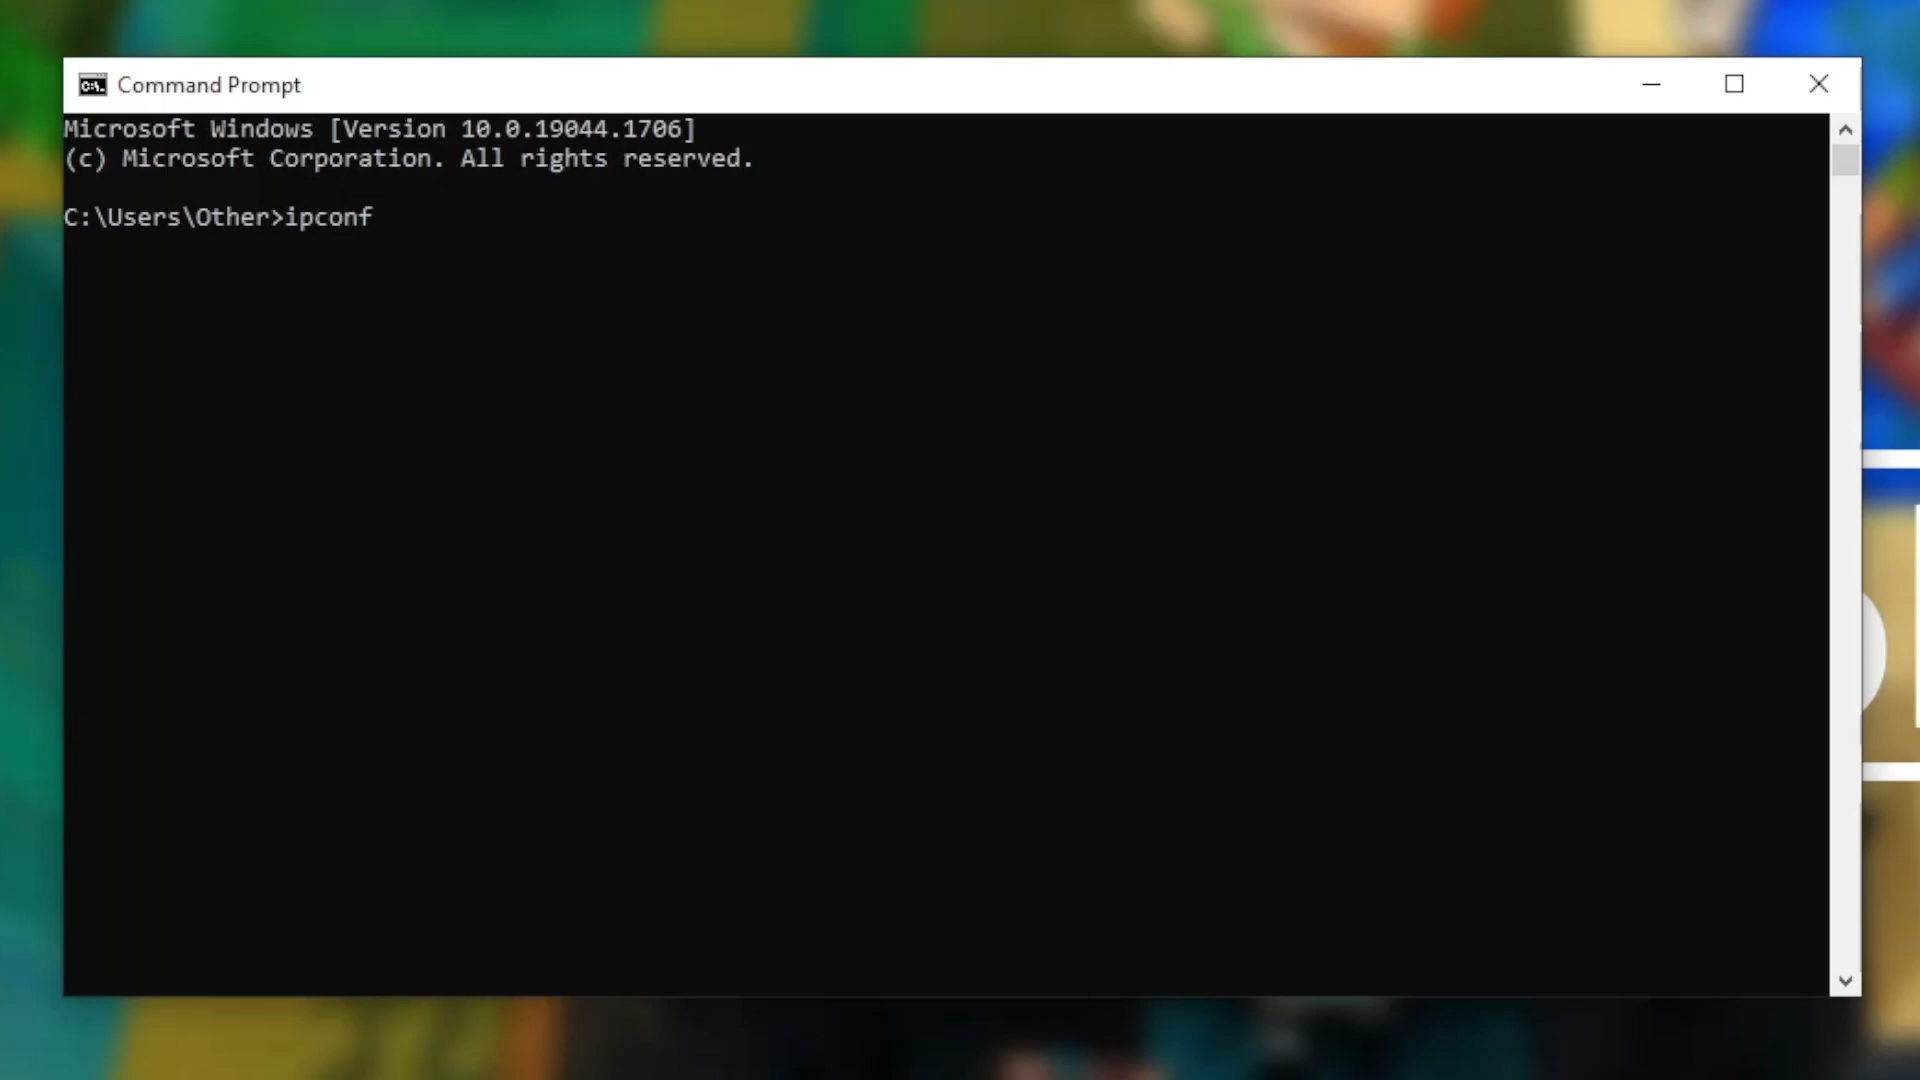 Command Prompt
Microsoft Windows [Version 10.0.19044.1706]
(c) Microsoft Corporation. All rights reserved.
C:\Users\Other>ipconf